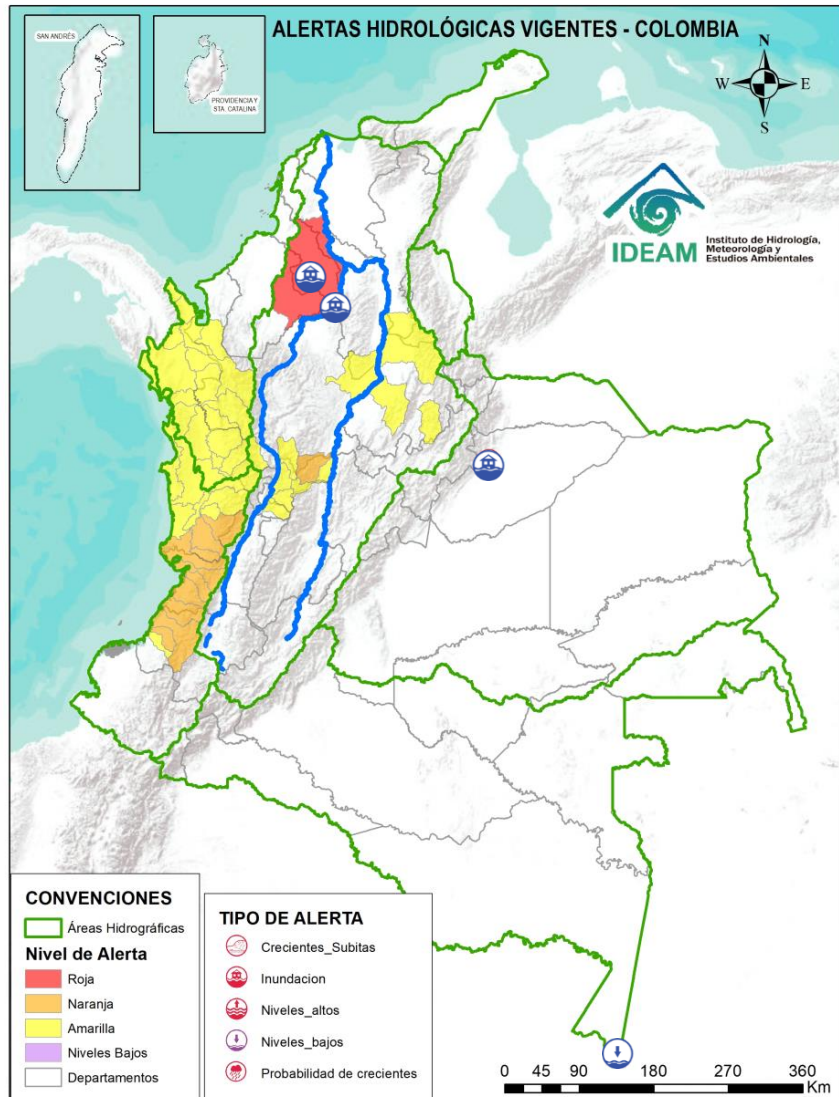 ALERTAS HIDROLÓGICAS VIGENTES - COLOMBIA
SAN ANDRÉS
PROVIDENCIA Y
STA. CATALINA
N
W
E
S
IDEAM
Instituto de Hidrología,
Meteorología y
Estudios Ambientales
CONVENCIONES
Áreas Hidrográficas
Nivel de Alerta
Roja
Naranja
Amarilla
Niveles Bajos
Departamentos
TIPO DE ALERTA
Crecientes_Subitas
Inundacion
Niveles_altos
Niveles_bajos
Probabilidad de crecientes
0 45 90 180 270 360
Km